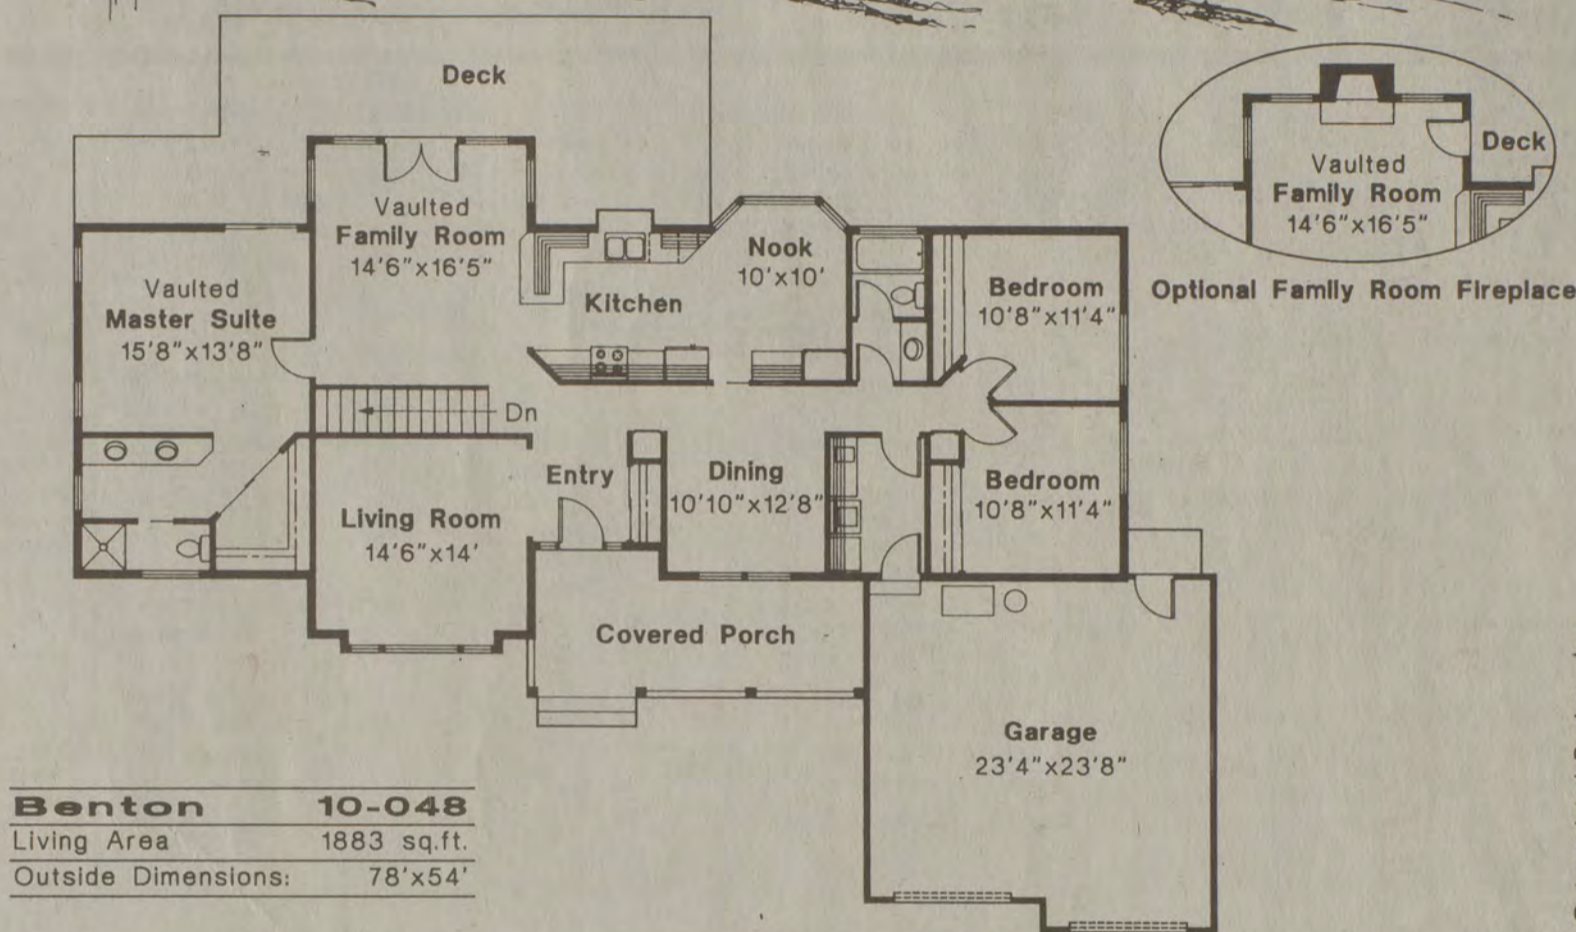 Deck
Vaulted
Family Room
14'6"x16'5"
Nook
10'x10'
Kitchen
Bedroom
10'8"x11'4"
Vaulted
Master Suite
15'8"x13'8"
Dn
Entry
Dining
10'10"x12'8"
Bedroom
10'8"x11'4"
Living Room
14'6"x14'
Covered Porch
Garage
23'4"x23'8"
Deck
Vaulted
Family Room
14'6"x16'5"
Optional Family Room Fireplace
Benton 10-048
Living Area 1883 sq.ft.
Outside Dimensions: 78'x54'